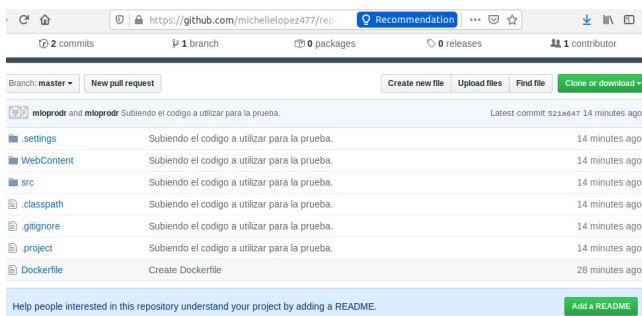 https://github.com/michellelopez477/rep Recommendation
2 commits 1 branch 0 packages 0 releases 1 contributor
Branch: master New pull request Create new file Upload files Find file Clone or download
mloprodr and mloprodr Subiendo el codigo a utilizar para la prueba. Latest commit 521a647 14 minutes ago
.settings Subiendo el codigo a utilizar para la prueba. 14 minutes ago
WebContent Subiendo el codigo a utilizar para la prueba. 14 minutes ago
src Subiendo el codigo a utilizar para la prueba. 14 minutes ago
.classpath Subiendo el codigo a utilizar para la prueba. 14 minutes ago
.gitignore Subiendo el codigo a utilizar para la prueba. 14 minutes ago
.project Subiendo el codigo a utilizar para la prueba. 14 minutes ago
Dockerfile Create Dockerfile 28 minutes ago
Help people interested in this repository understand your project by adding a README. Add a README